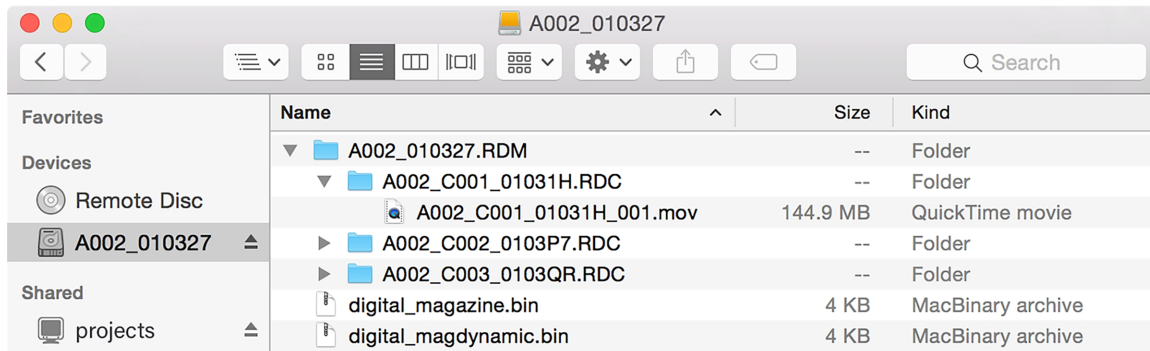 A002_010327
Search
Favorites
Devices
Remote Disc
A002_010327
Shared
projects
Name Size Kind
A002_010327.RDM -- Folder
A002_C001_01031H.RDC -- Folder
A002_C001_01031H_001.mov 144.9 MB QuickTime movie
A002_C002_0103P7.RDC -- Folder
A002_C003_0103QR.RDC -- Folder
digital_magazine.bin 4 KB MacBinary archive
digital_magdynamic.bin 4 KB MacBinary archive